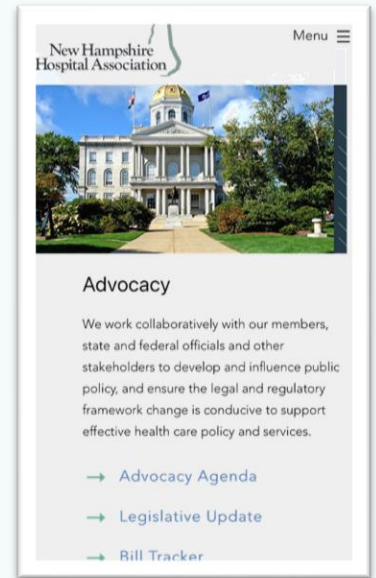 Menu
New Hampshire
Hospital Association
Advocacy
We work collaboratively with our members,
state and federal officials and other
stakeholders to develop and influence public
policy, and ensure the legal and regulatory
framework change is conducive to support
effective health care policy and services.
→ Advocacy Agenda
→ Legislative Update
→ Bill Tracker